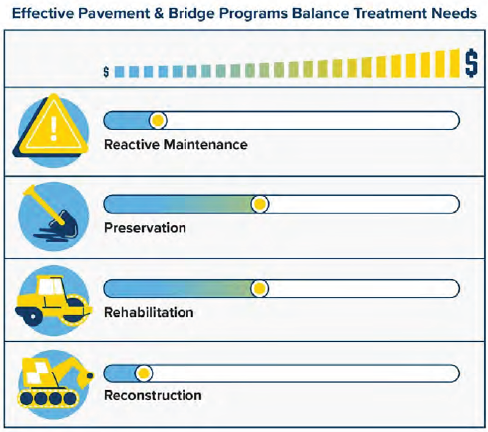 Effective Pavement & Bridge Programs Balance Treatment Needs
$ $
!
Reactive Maintenance
Preservation
Rehabilitation
Reconstruction